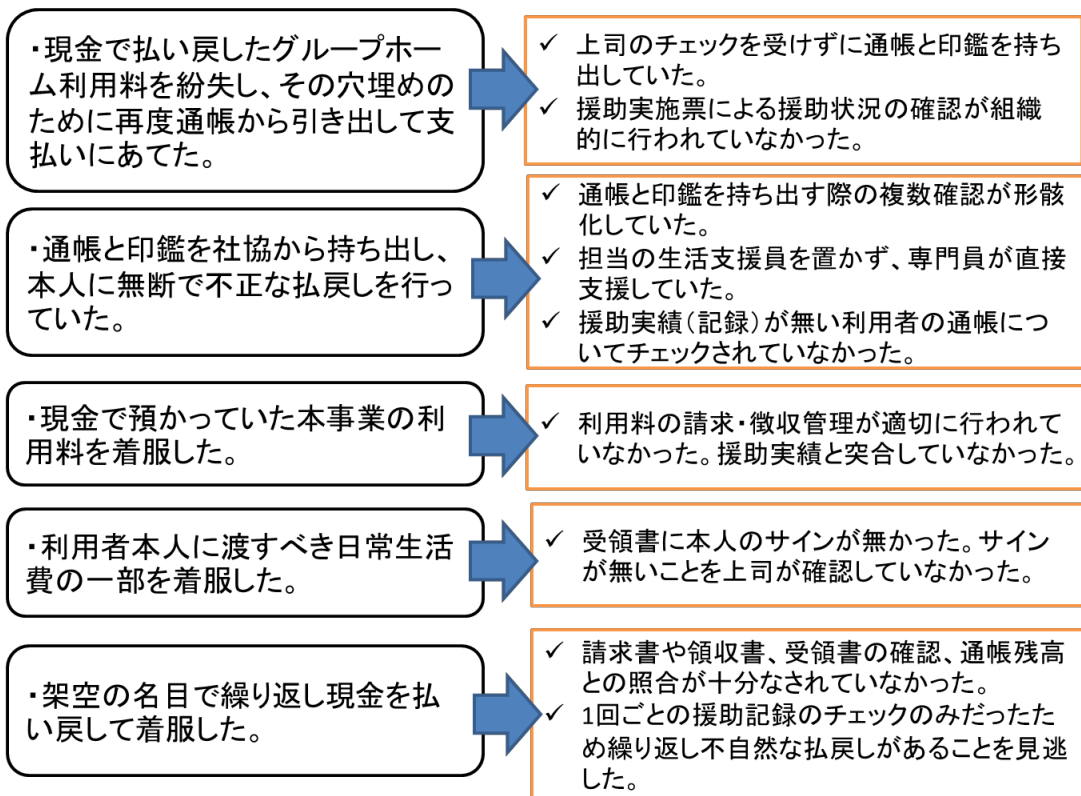 ・現金で払い戻したグループホー
ム利用料を紛失し、その穴埋めの
ために再度通帳から引き出して支
払いにあてた。
✓ 上司のチェックを受けずに通帳と印鑑を持ち
出していた。
✓ 援助実施票による援助状況の確認が組織
的に行われていなかった。
・通帳と印鑑を社協から持ち出し、
本人に無断で不正な払戻しを行っ
ていた。
✓ 通帳と印鑑を持ち出す際の複数確認が形骸
化していた。
✓ 担当の生活支援員を置かず、専門員が直接
支援していた。
✓ 援助実績(記録)が無い利用者の通帳につ
いてチェックされていなかった。
・現金で預かっていた本事業の利
用料を着服した。
✓ 利用料の請求・徴収管理が適切に行われて
いなかった。援助実績と突合していなかった。
・利用者本人に渡すべき日常生活
費の一部を着服した。
✓ 受領書に本人のサインが無かった。サイン
が無いことを上司が確認していなかった。
・架空の名目で繰り返し現金を払
い戻して着服した。
✓ 請求書や領収書、受領書の確認、通帳残高
との照合が十分なされていなかった。
✓ 1回ごとの援助記録のチェックのみだったた
め繰り返し不自然な払戻しがあることを見逃
した。